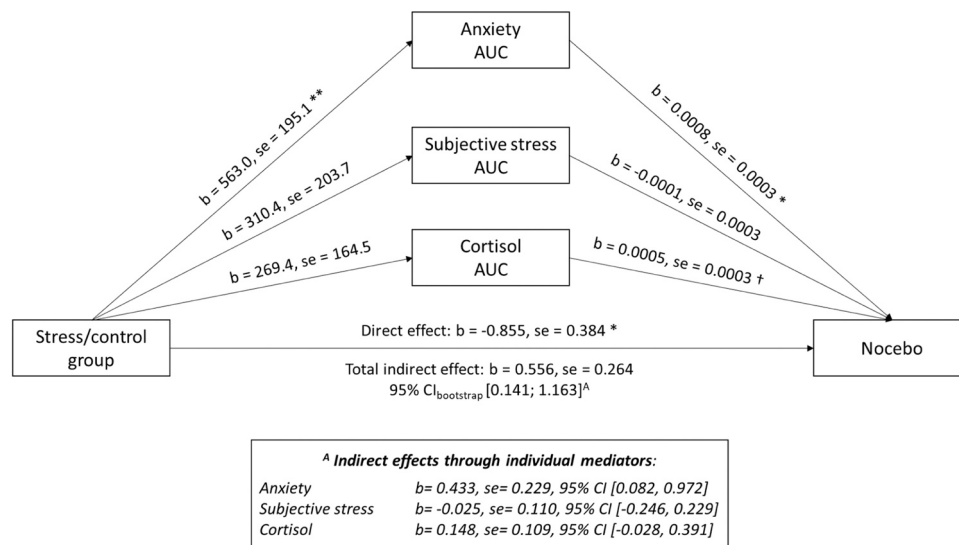 Anxiety
AUC
b = 563.0, se = 195.1 **
b = 0.0008, se = 0.0003 *
Subjective stress
AUC
b = 310.4, se = 203.7
b = -0.0001, se = 0.0003
Cortisol
AUC
b = 269.4, se = 164.5
b = 0.0005, se = 0.0003 †
Stress/control
group
Direct effect: b = -0.855, se = 0.384 *
Nocebo
Total indirect effect: b = 0.556, se = 0.264
95% CIbootstrap [0.141; 1.163]A
A Indirect effects through individual mediators:
Anxiety b= 0.433, se= 0.229, 95% CI [0.082, 0.972]
Subjective stress b= -0.025, se= 0.110, 95% CI [-0.246, 0.229]
Cortisol b= 0.148, se= 0.109, 95% CI [-0.028, 0.391]